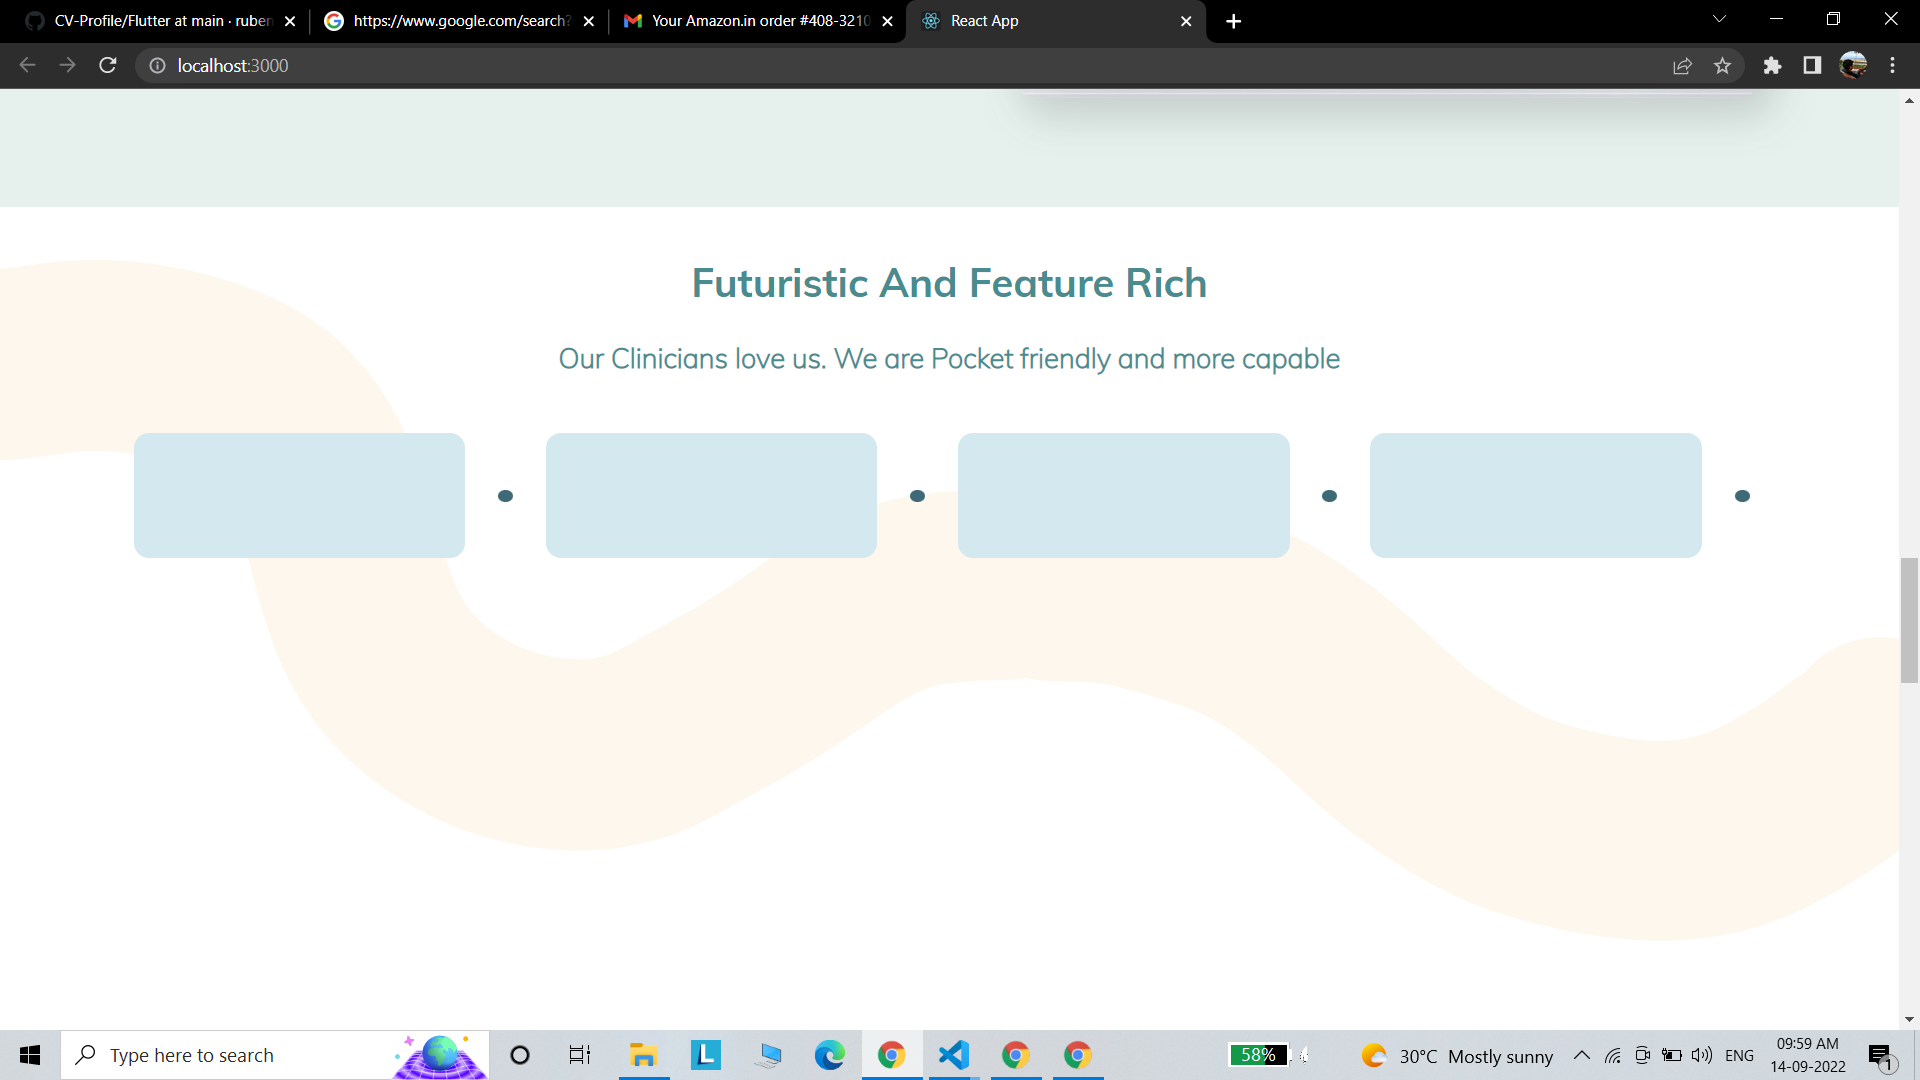 CV-Profile/Flutter at main · ruben
https://www.google.com/search?
Your Amazon.in order #408-3210
React App
localhost:3000
Futuristic And Feature Rich
Our Clinicians love us. We are Pocket friendly and more capable
Type here to search
L
58%
30°C Mostly sunny
ENG
09:59 AM
14-09-2022
1